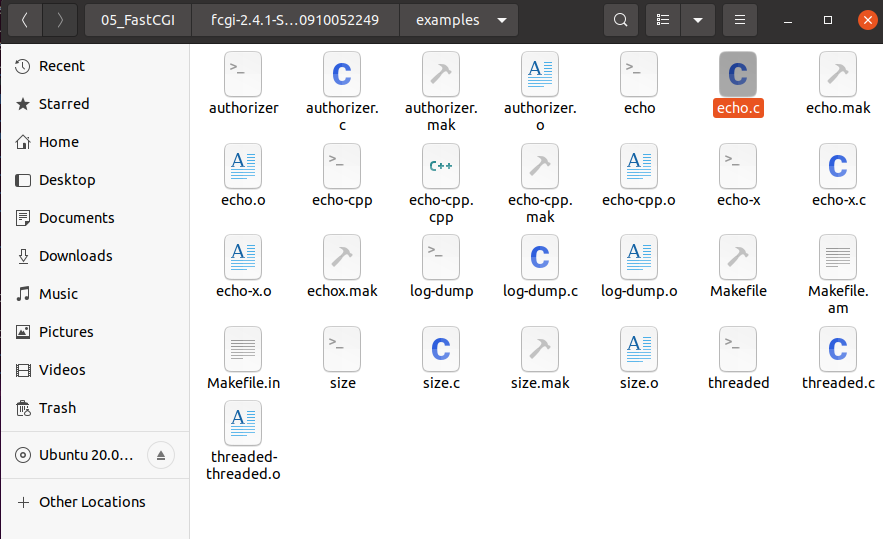 05_FastCGI
fcgi-2.4.1-S…0910052249
examples
Recent
Starred
Home
Desktop
Documents
Downloads
Music
Pictures
Videos
Trash
Ubuntu 20.0…
Other Locations
authorizer
authorizer.
c
authorizer.
mak
authorizer.
o
echo
echo.c
echo.mak
echo.o
echo-cpp
echo-cpp.
cpp
echo-cpp.
mak
echo-cpp.o
echo-x
echo-x.c
echo-x.o
echox.mak
log-dump
log-dump.c
log-dump.o
Makefile
Makefile.
am
Makefile.in
size
size.c
size.mak
size.o
threaded
threaded.c
threaded-
threaded.o